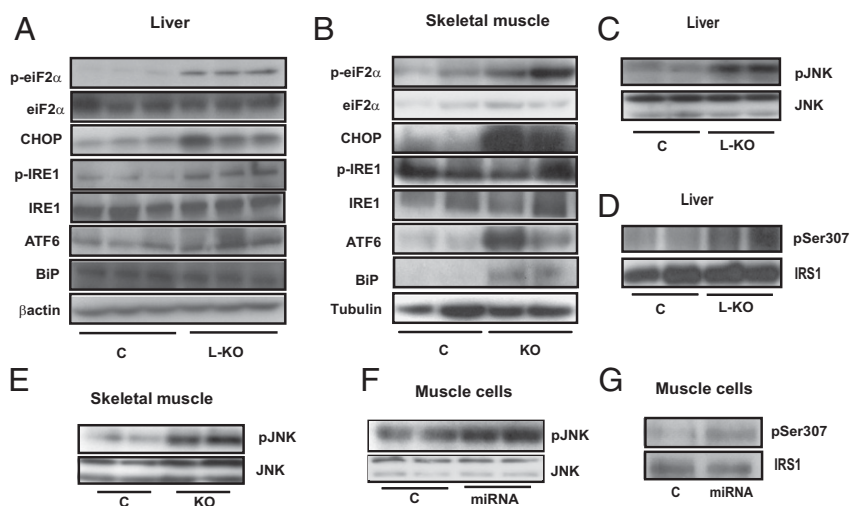 A
Liver
p-eiF2α
eiF2α
CHOP
p-IRE1
IRE1
ATF6
BiP
βactin
C L-KO
B
Skeletal muscle
p-eiF2α
eiF2α
CHOP
p-IRE1
IRE1
ATF6
BiP
Tubulin
C KO
C
Liver
pJNK
JNK
C L-KO
D
Liver
pSer307
IRS1
C L-KO
E
Skeletal muscle
pJNK
JNK
C KO
F
Muscle cells
pJNK
JNK
C miRNA
G
Muscle cells
pSer307
IRS1
C miRNA